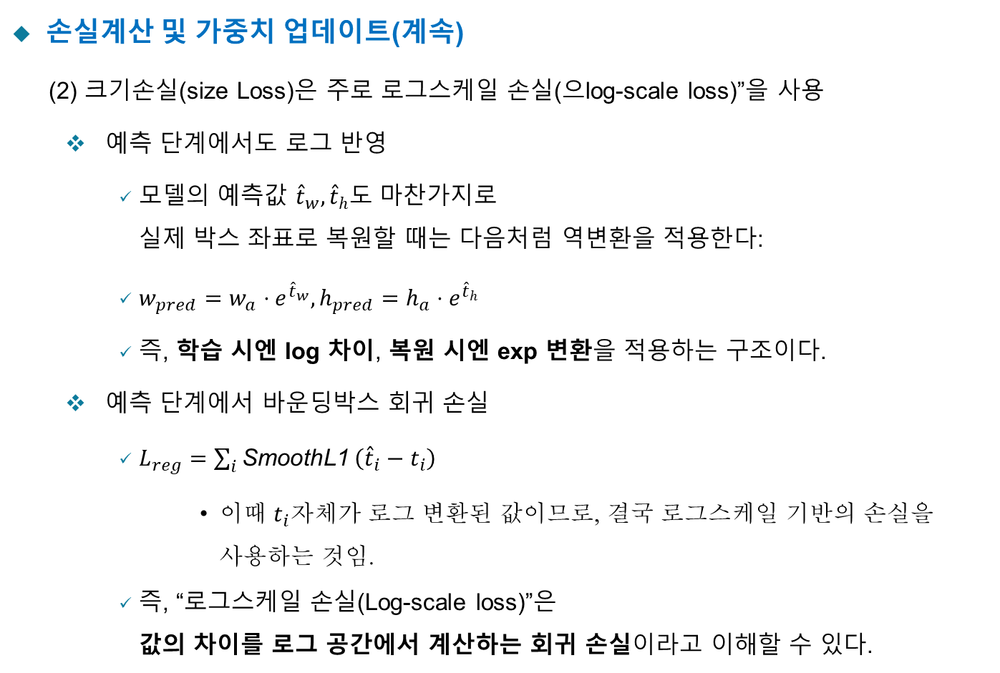 ◆ 손실계산 및 가중치 업데이트(계속)
(2) 크기손실(size Loss)은 주로 로그스케일 손실(으log-scale loss)”을 사용
❖ 예측 단계에서도 로그 반영
✓ 모델의 예측값 $\hat{t}_w, \hat{t}_h$도 마찬가지로
실제 박스 좌표로 복원할 때는 다음처럼 역변환을 적용한다:
✓ $w_{pred} = w_a \cdot e^{\hat{t}_w}, h_{pred} = h_a \cdot e^{\hat{t}_h}$
✓ 즉, 학습 시엔 log 차이, 복원 시엔 exp 변환을 적용하는 구조이다.
❖ 예측 단계에서 바운딩박스 회귀 손실
✓ $L_{reg} = \sum_i SmoothL1(\hat{t}_i - t_i)$
• 이때 $t_i$자체가 로그 변환된 값이므로, 결국 로그스케일 기반의 손실을
사용하는 것임.
✓ 즉, “로그스케일 손실(Log-scale loss)”은
값의 차이를 로그 공간에서 계산하는 회귀 손실이라고 이해할 수 있다.